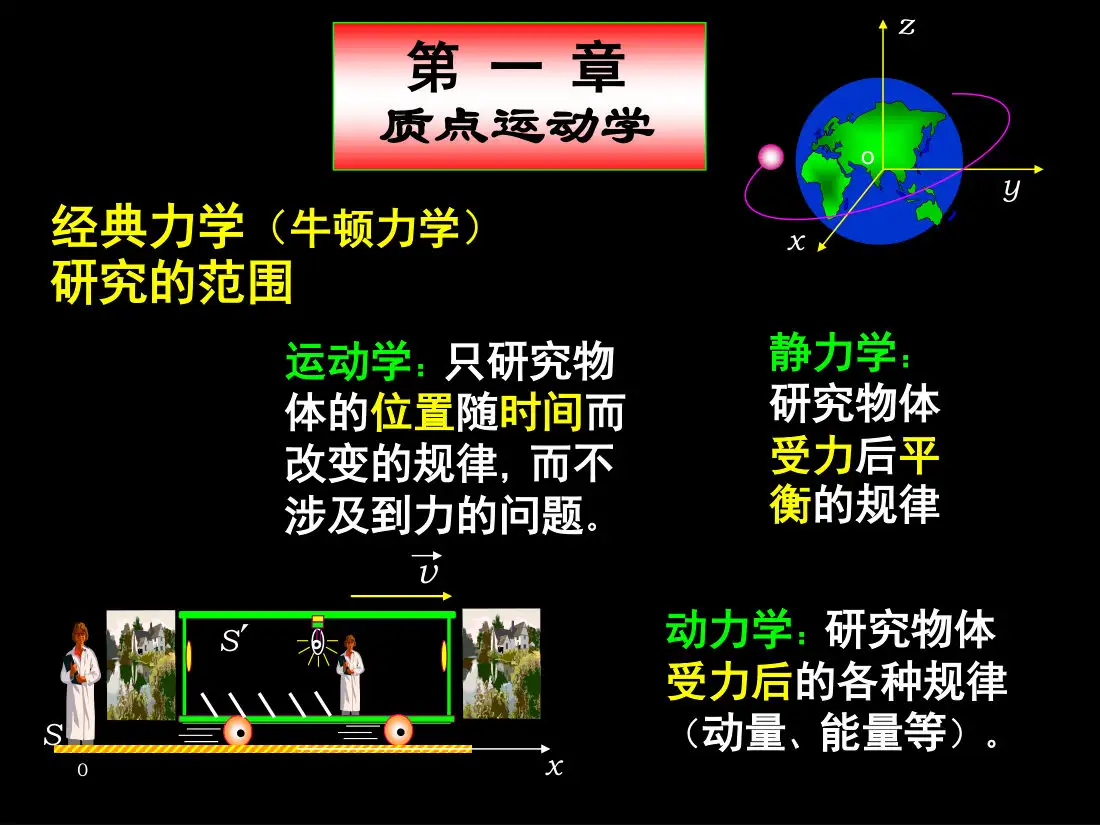 第 一 章
质点运动学
z
o
y
x
经典力学（牛顿力学）
研究的范围
运动学：只研究物
体的位置随时间而
改变的规律，而不
涉及到力的问题。
静力学：
研究物体
受力后平
衡的规律
v
S′
S
0
x
动力学：研究物体
受力后的各种规律
（动量、能量等）。